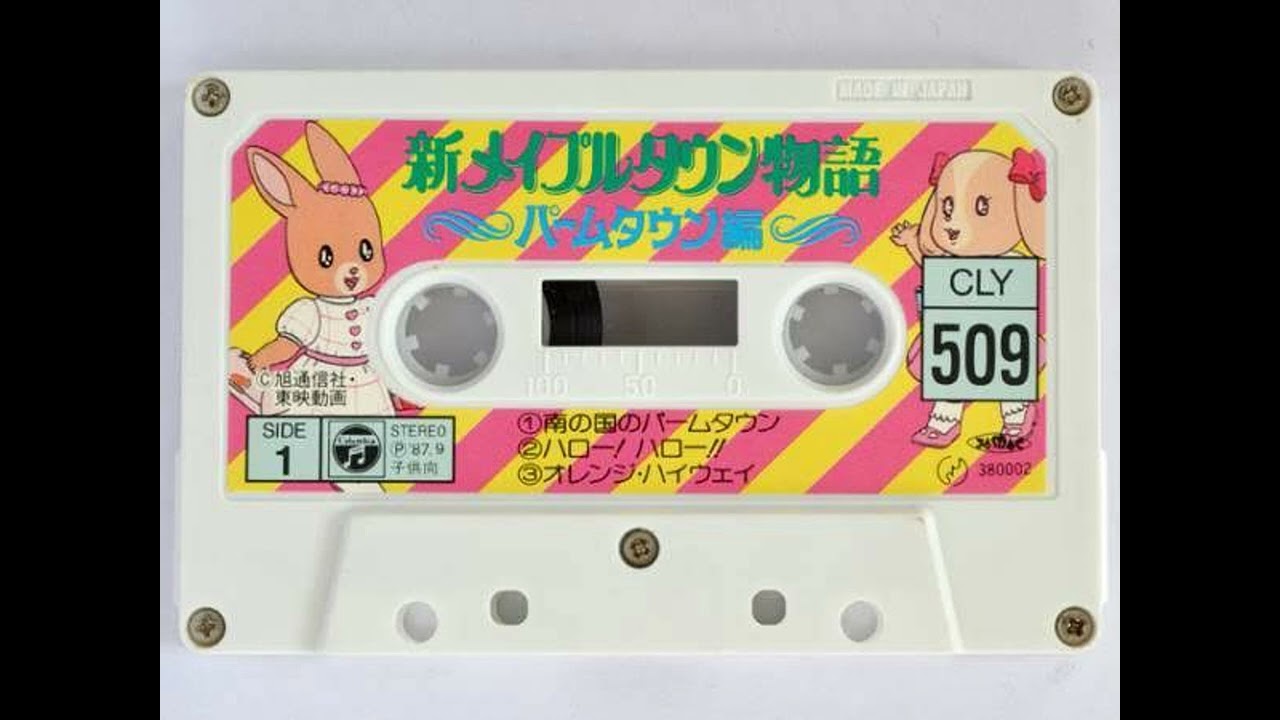 MADE IN JAPAN
新メイプルタウン物語
パームタウン編
CLY
509
100 50 0
©旭通信社・
東映動画
SIDE
1
Columbia
STEREO
Ⓟ'87.9
子供向
①南の国のパームタウン
②ハロー!ハロー!!
③オレンジ・ハイウェイ
380002